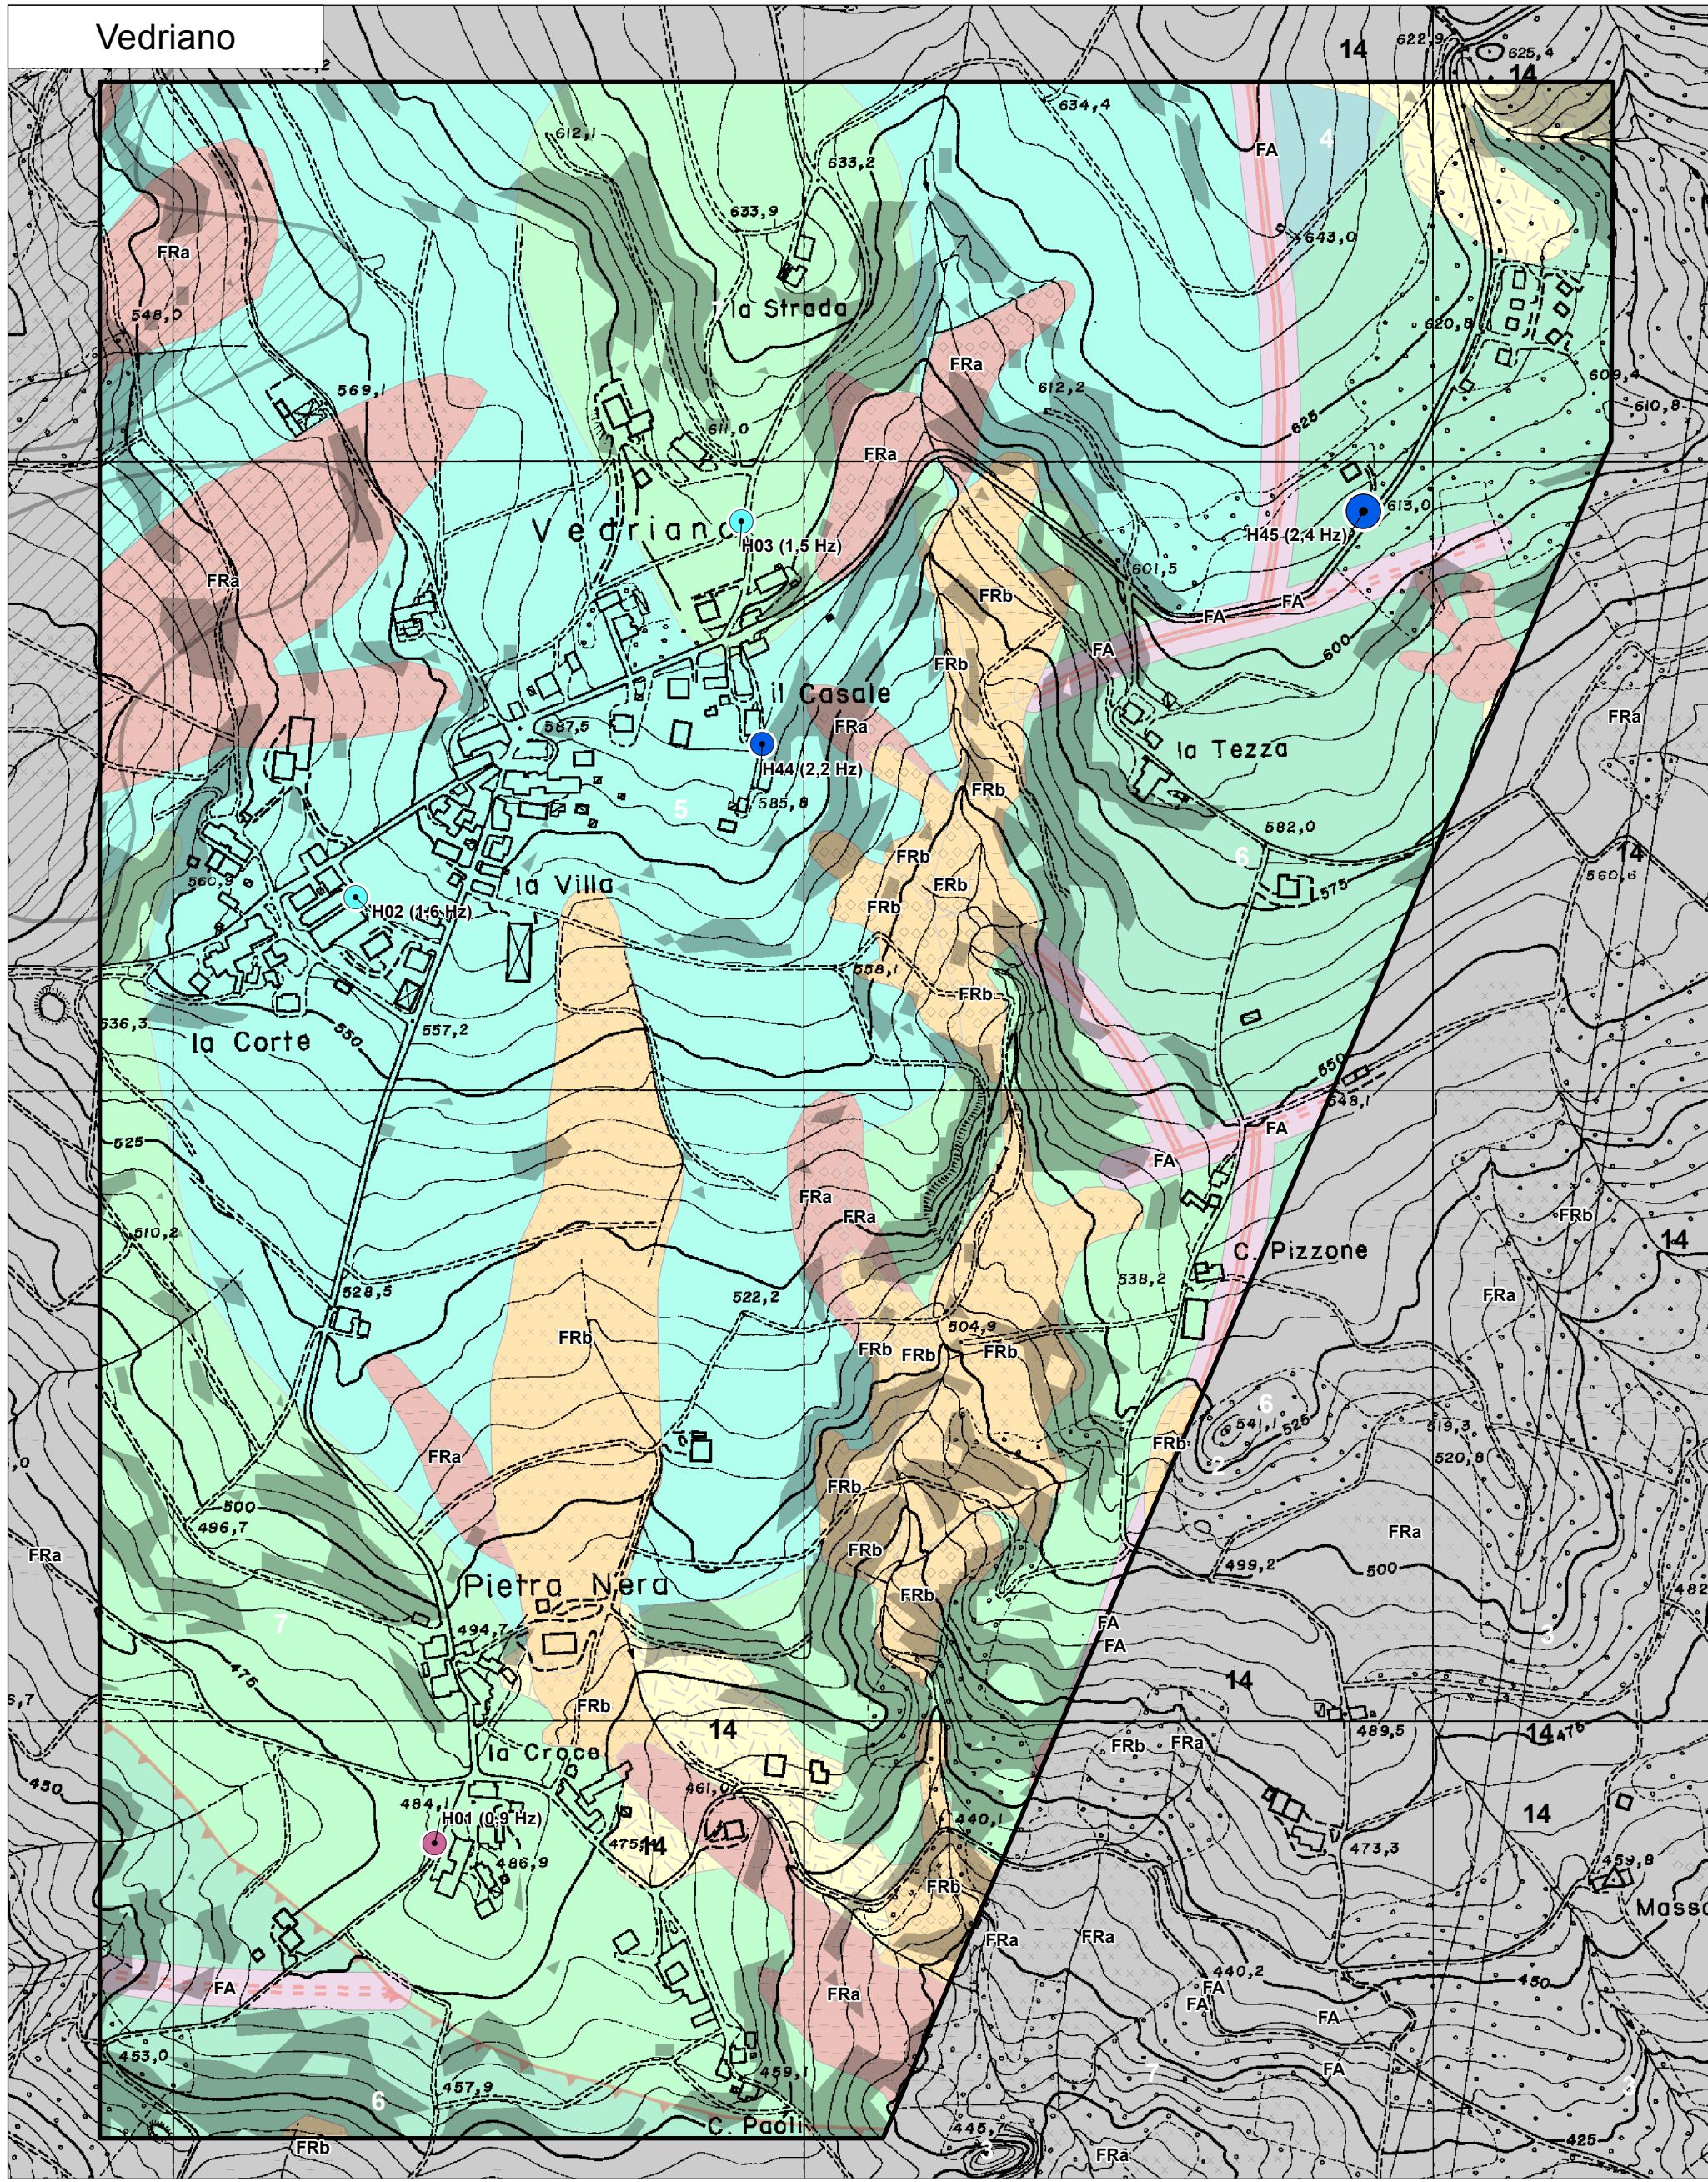 Vedriano
14
622,9
625,4
14
634,4
612,1
FA
4
633,2
633,9
643,0
FRa
548,0
la Strada
620,8
FRa
609,4
569,1
612,2
610,8
611,0
625
FRa
Vedriano
613,0
H45 (2,4 Hz)
H03 (1,5 Hz)
601,5
FRa
FRb
FA
FA
600
FA
FRb
il Casale
587,5
FRa
FRa
la Tezza
H44 (2,2 Hz)
FRb
585,8
5
582,0
FRb
6
14
560,6
la Villa
FRb
575
560,9
FRb
H02 (1,6 Hz)
558,1
FRb
536,3
550
557,2
la Corte
550
548,1
525
FA
FA
FRa
FRa
FRb
510,2
14
C. Pizzone
538,2
528,5
522,2
FRa
504,9
FRb
FRb
FRb
FRb
6
541,1
525
519,3
FRb
FRa
2
520,8
FRb
500
496,7
FRa
FRa
FRb
499,2
500
482
Pietra Nera
FRb
7
494,7
FA
FA
3
475
14
6,7
FRb
14
489,5
14
475
la Croce
FRb
FRa
450
461,0
484,1
H01 (0,9 Hz)
440,1
14
475
14
473,3
486,9
459,8
FRb
Massa
FRa
FRa
440,2
450
FA
FA
FRa
FA
FA
453,0
459,1
7
457,9
6
3
C. Paoli
445,7
425
FRb
3
FRa